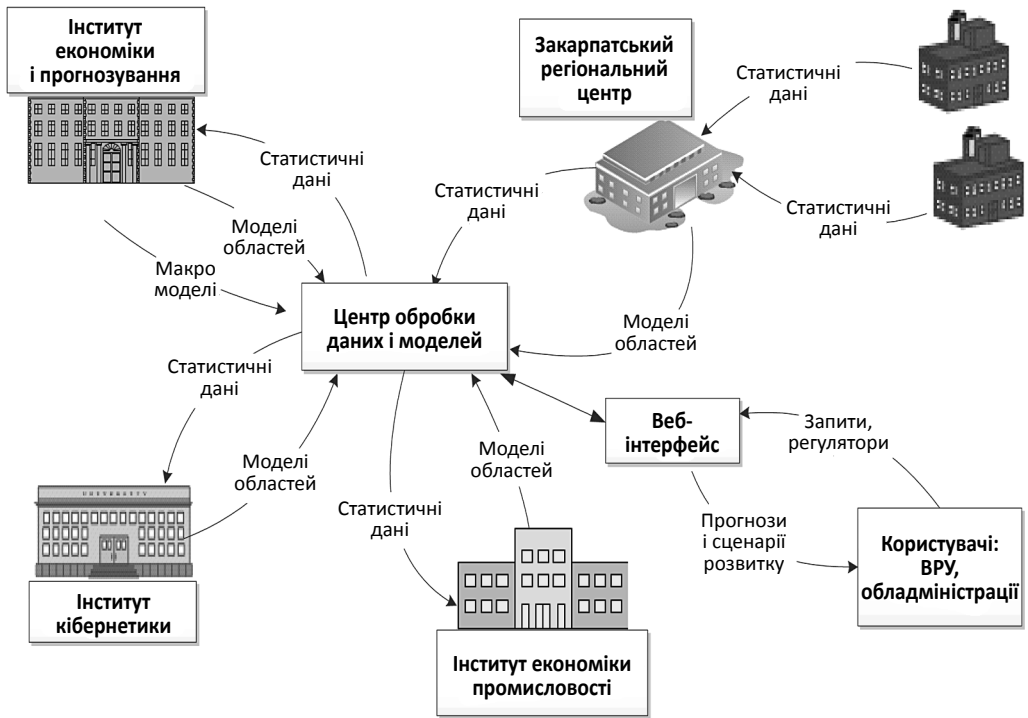 Інститут
економіки
і прогнозування
Закарпатський
регіональний
центр
Статистичні
дані
Статистичні
дані
Статистичні
дані
Статистичні
дані
Моделі
областей
Макро
моделі
Центр обробки
даних і моделей
Моделі
областей
Статистичні
дані
Веб-
інтерфейс
Запити,
регулятори
Моделі
областей
Моделі
областей
Статистичні
дані
UNIVERSITY
Прогнози
і сценарії
розвитку
Користувачі:
ВРУ,
обладміністрації
Інститут
кібернетики
Інститут економіки
промисловості